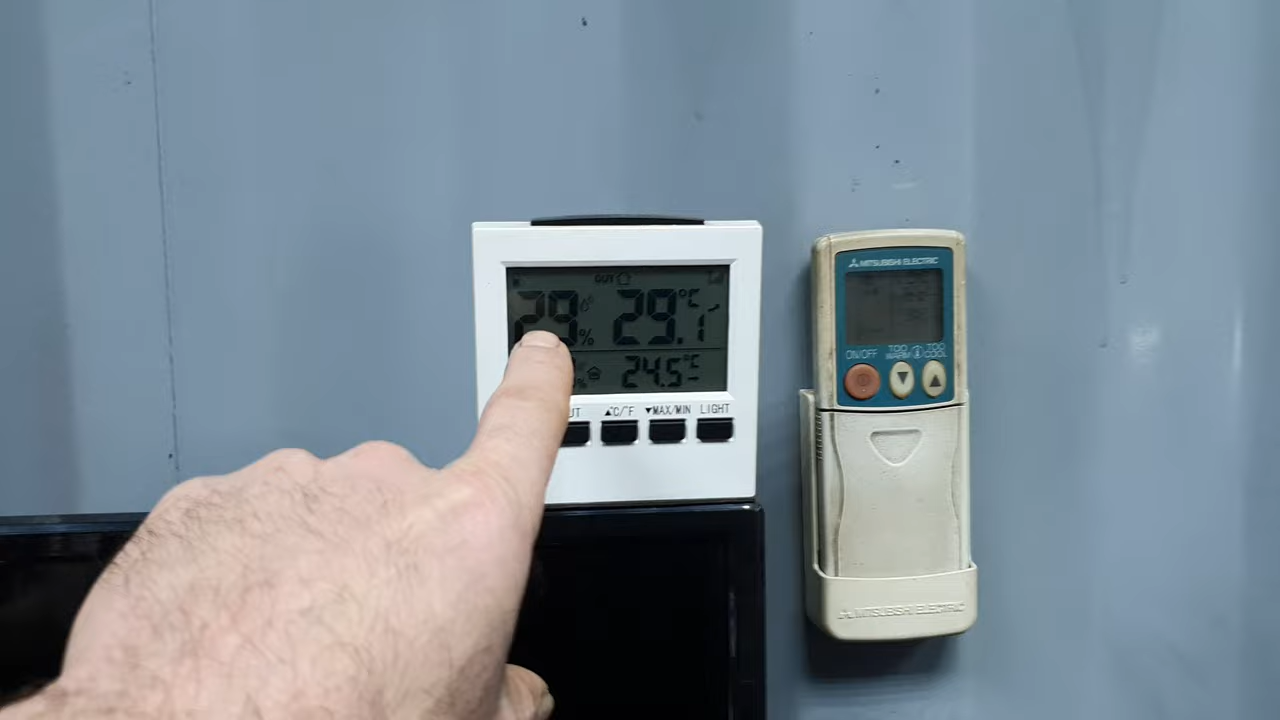 OUT
29 % 29.1 °C
% 24.5 °C
▲°C/°F ▼MAX/MIN LIGHT
MITSUBISHI ELECTRIC
ON/OFF TOO WARM TOO COOL
MITSUBISHI ELECTRIC